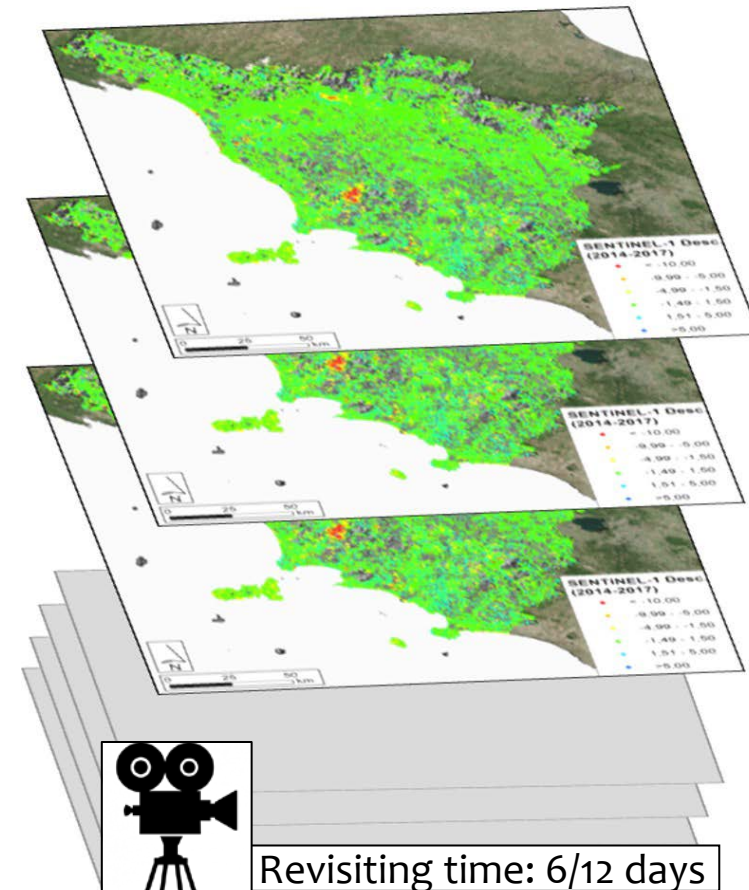 SENTINEL-1 Desc.
(2014-2017)
< -10,00
-9,99 - -5,00
-4,99 - -1,50
-1,49 - 1,50
1,51 - 5,00
>5,00
N
0 25 50
km
SENTINEL-1 Desc.
(2014-2017)
-9,99 - -5,00
-4,99 - -1,50
-1,49 - 1,50
1,51 - 5,00
>5,00
N
0 25 50
km
SENTINEL-1 Desc.
(2014-2017)
-9,99 - -5,00
-4,99 - -1,50
-1,49 - 1,50
1,51 - 5,00
>5,00
N
0 25 50
km
Revisiting time: 6/12 days